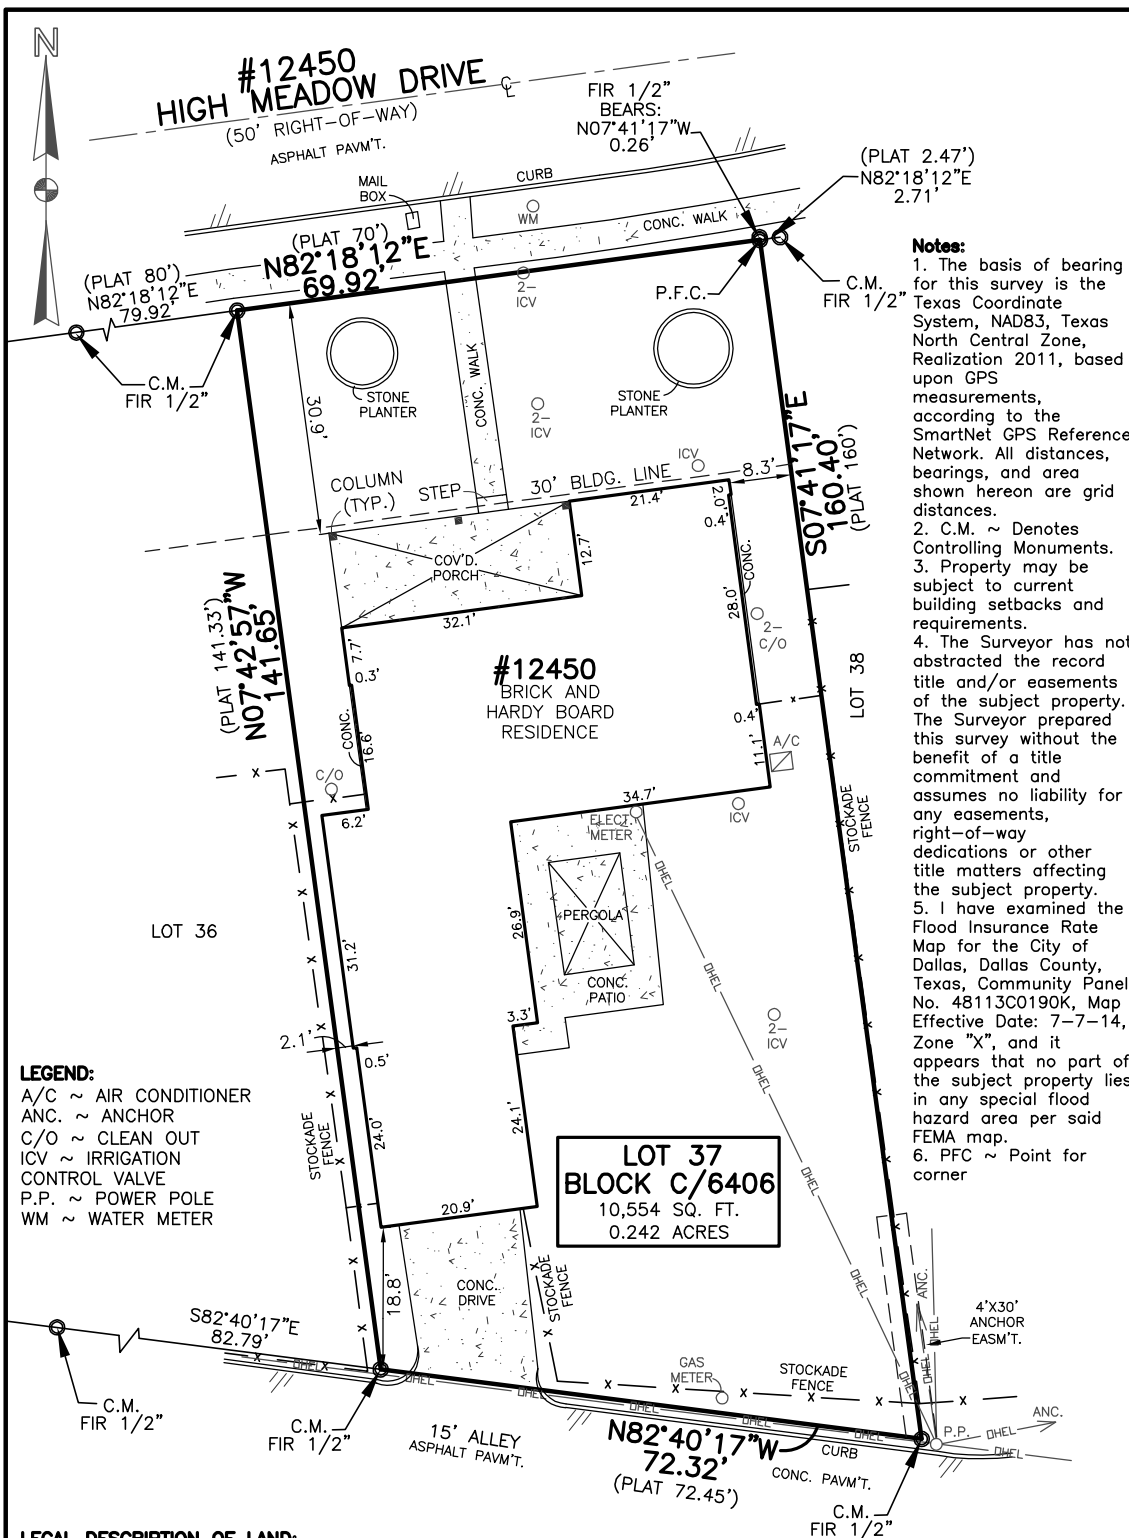 N
#12450
HIGH MEADOW DRIVE
(50' RIGHT-OF-WAY)
ASPHALT PAVM'T.
℄
FIR 1/2"
BEARS:
N07°41'17"W
0.26'
(PLAT 2.47')
N82°18'12"E
2.71'
MAIL
BOX
CURB
WM
CONC. WALK
(PLAT 70')
N82°18'12"E
69.92'
(PLAT 80')
N82°18'12"E
79.92'
2-
ICV
P.F.C.
C.M.
FIR 1/2"
C.M.
FIR 1/2"
30.9'
STONE
PLANTER
CONC. WALK
2-
ICV
STONE
PLANTER
S07°41'17"E
160.40'
(PLAT 160')
ICV
8.3'
COLUMN
(TYP.)
STEP
30' BLDG. LINE
21.4'
2.0'
0.4'
COV'D.
PORCH
12.7'
CONC.
28.0'
32.1'
2-
C/O
(PLAT 141.33')
N07°42'57"W
141.65'
7.7'
0.3'
#12450
BRICK AND
HARDY BOARD
RESIDENCE
LOT 38
CONC.
16.6'
0.4'
11.1'
A/C
C/O
6.2'
34.7'
ELECT.
METER
ICV
STOCKADE
FENCE
PERGOLA
26.9'
CONC.
PATIO
LOT 36
31.2'
3.3'
2-
ICV
2.1'
0.5'
OHEL
OHEL
OHEL
OHEL
24.0'
24.1'
STOCKADE
FENCE
LEGEND:
A/C ~ AIR CONDITIONER
ANC. ~ ANCHOR
C/O ~ CLEAN OUT
ICV ~ IRRIGATION
CONTROL VALVE
P.P. ~ POWER POLE
WM ~ WATER METER
LOT 37
BLOCK C/6406
10,554 SQ. FT.
0.242 ACRES
20.9'
18.8'
CONC.
DRIVE
STOCKADE
FENCE
ANC.
OHEL
OHEL
OHEL
4'X30'
ANCHOR
EASM'T.
S82°40'17"E
82.79'
OHEL
OHEL
OHEL
OHEL
OHEL
OHEL
GAS
METER
STOCKADE
FENCE
C.M.
FIR 1/2"
C.M.
FIR 1/2"
15' ALLEY
ASPHALT PAVM'T.
N82°40'17"W
72.32'
(PLAT 72.45')
CURB
CONC. PAVM'T.
P.P.
OHEL
ANC.
OHEL
C.M.
FIR 1/2"
Notes:
1. The basis of bearing
for this survey is the
Texas Coordinate
System, NAD83, Texas
North Central Zone,
Realization 2011, based
upon GPS
measurements,
according to the
SmartNet GPS Reference
Network. All distances,
bearings, and area
shown hereon are grid
distances.
2. C.M. ~ Denotes
Controlling Monuments.
3. Property may be
subject to current
building setbacks and
requirements.
4. The Surveyor has not
abstracted the record
title and/or easements
of the subject property.
The Surveyor prepared
this survey without the
benefit of a title
commitment and
assumes no liability for
any easements,
right-of-way
dedications or other
title matters affecting
the subject property.
5. I have examined the
Flood Insurance Rate
Map for the City of
Dallas, Dallas County,
Texas, Community Panel
No. 48113C0190K, Map
Effective Date: 7-7-14,
Zone "X", and it
appears that no part of
the subject property lies
in any special flood
hazard area per said
FEMA map.
6. PFC ~ Point for
corner
LEGAL DESCRIPTION OF LAND: